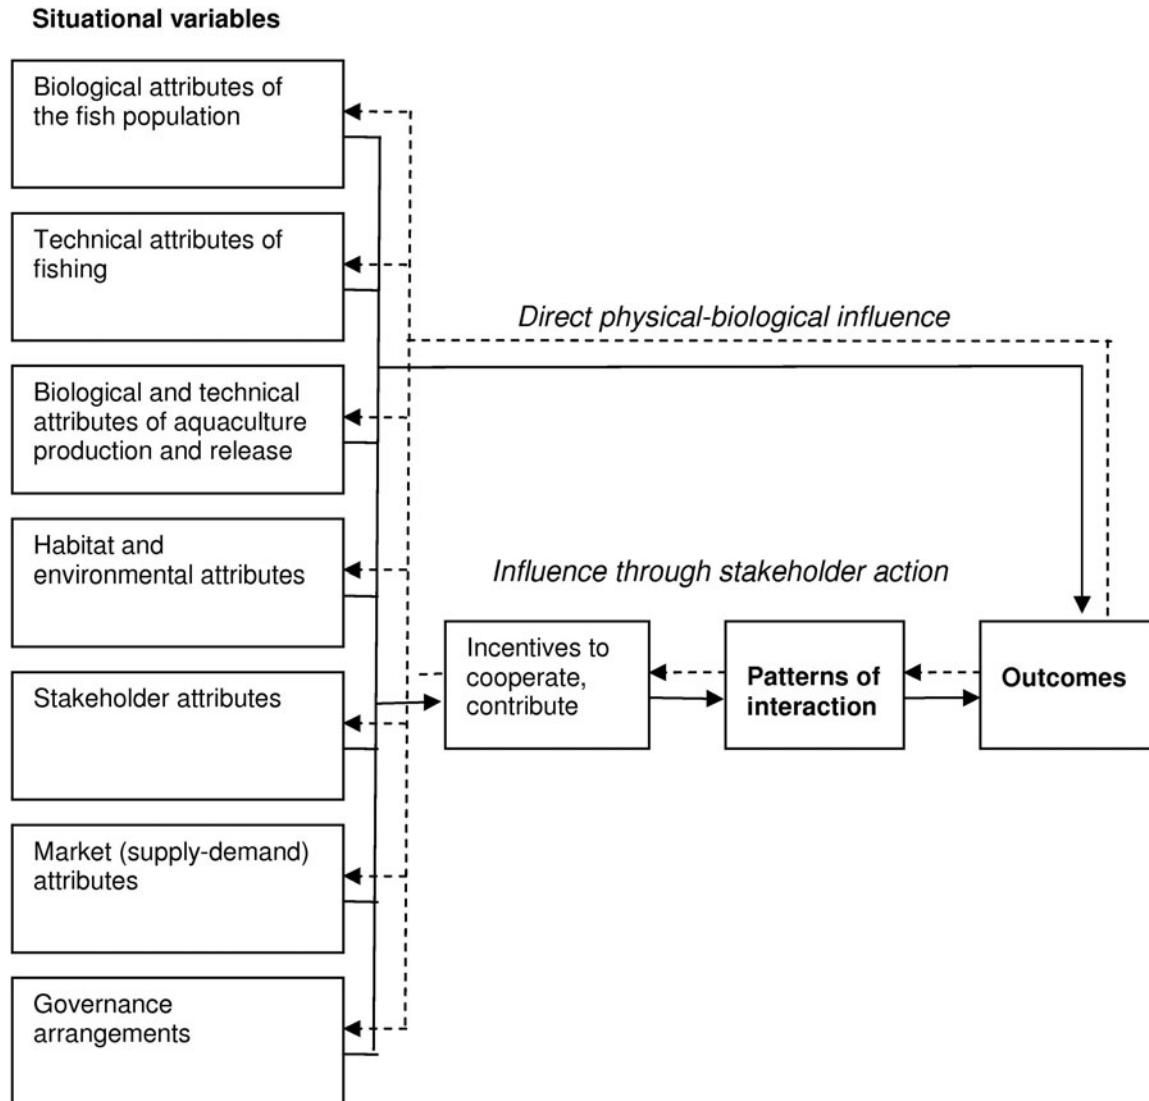 Situational variables
Biological attributes of
the fish population
Technical attributes of
fishing
Biological and technical
attributes of aquaculture
production and release
Habitat and
environmental attributes
Stakeholder attributes
Market (supply-demand)
attributes
Governance
arrangements
Direct physical-biological influence
Influence through stakeholder action
Incentives to
cooperate,
contribute
Patterns of
interaction
Outcomes